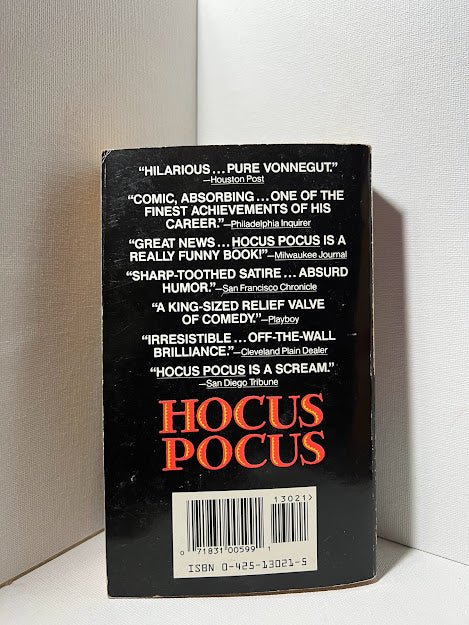 “HILARIOUS... PURE VONNEGUT.”
—Houston Post
“COMIC, ABSORBING... ONE OF THE
FINEST ACHIEVEMENTS OF HIS
CAREER.”—Philadelphia Inquirer
“GREAT NEWS... HOCUS POCUS IS A
REALLY FUNNY BOOK!”—Milwaukee Journal
“SHARP-TOOTHED SATIRE... ABSURD
HUMOR.”—San Francisco Chronicle
“A KING-SIZED RELIEF VALVE
OF COMEDY.”—Playboy
“IRRESISTIBLE... OFF-THE-WALL
BRILLIANCE.”—Cleveland Plain Dealer
“HOCUS POCUS IS A SCREAM.”
—San Diego Tribune
HOCUS
POCUS
13021>
0 71831 00599 1
ISBN 0-425-13021-5